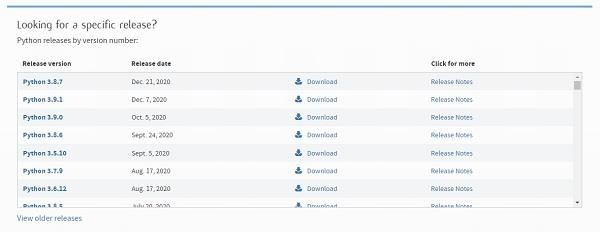 Looking for a specific release?
Python releases by version number:
Release version Release date Click for more
Python 3.8.7 Dec. 21, 2020 Download Release Notes
Python 3.9.1 Dec. 7, 2020 Download Release Notes
Python 3.9.0 Oct. 5, 2020 Download Release Notes
Python 3.8.6 Sept. 24, 2020 Download Release Notes
Python 3.5.10 Sept. 5, 2020 Download Release Notes
Python 3.7.9 Aug. 17, 2020 Download Release Notes
Python 3.6.12 Aug. 17, 2020 Download Release Notes
Python 3.8.5 July 20, 2020 Download Release Notes
View older releases